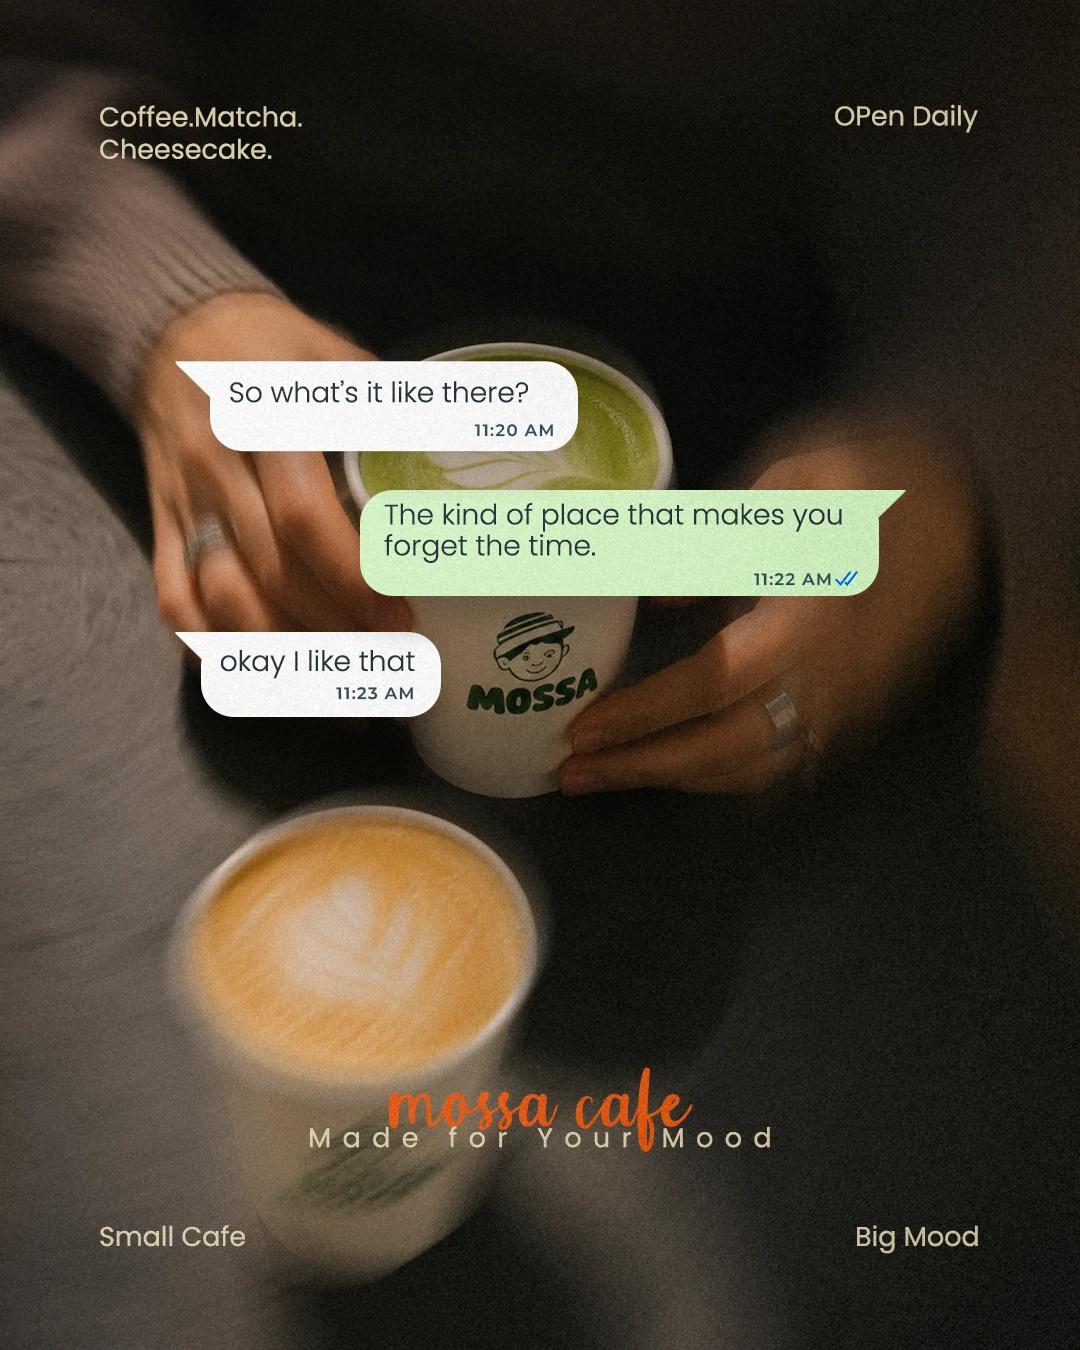 Coffee.Matcha.
Cheesecake.
OPen Daily
So what's it like there?
11:20 AM
The kind of place that makes you
forget the time.
11:22 AM
okay I like that
11:23 AM
MOSSA
mossa cafe
Made for Your Mood
Small Cafe
Big Mood